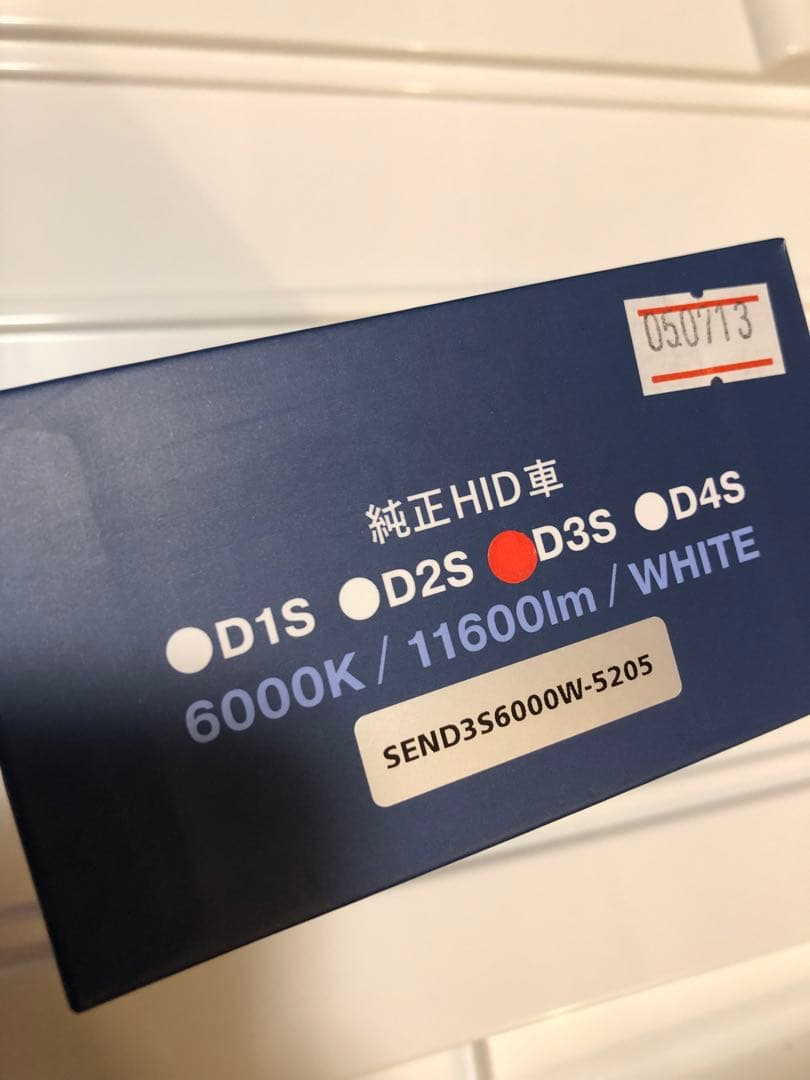 050713
純正HID車
●D1S ●D2S ●D3S ●D4S
6000K / 11600lm / WHITE
SEND3S6000W-5205